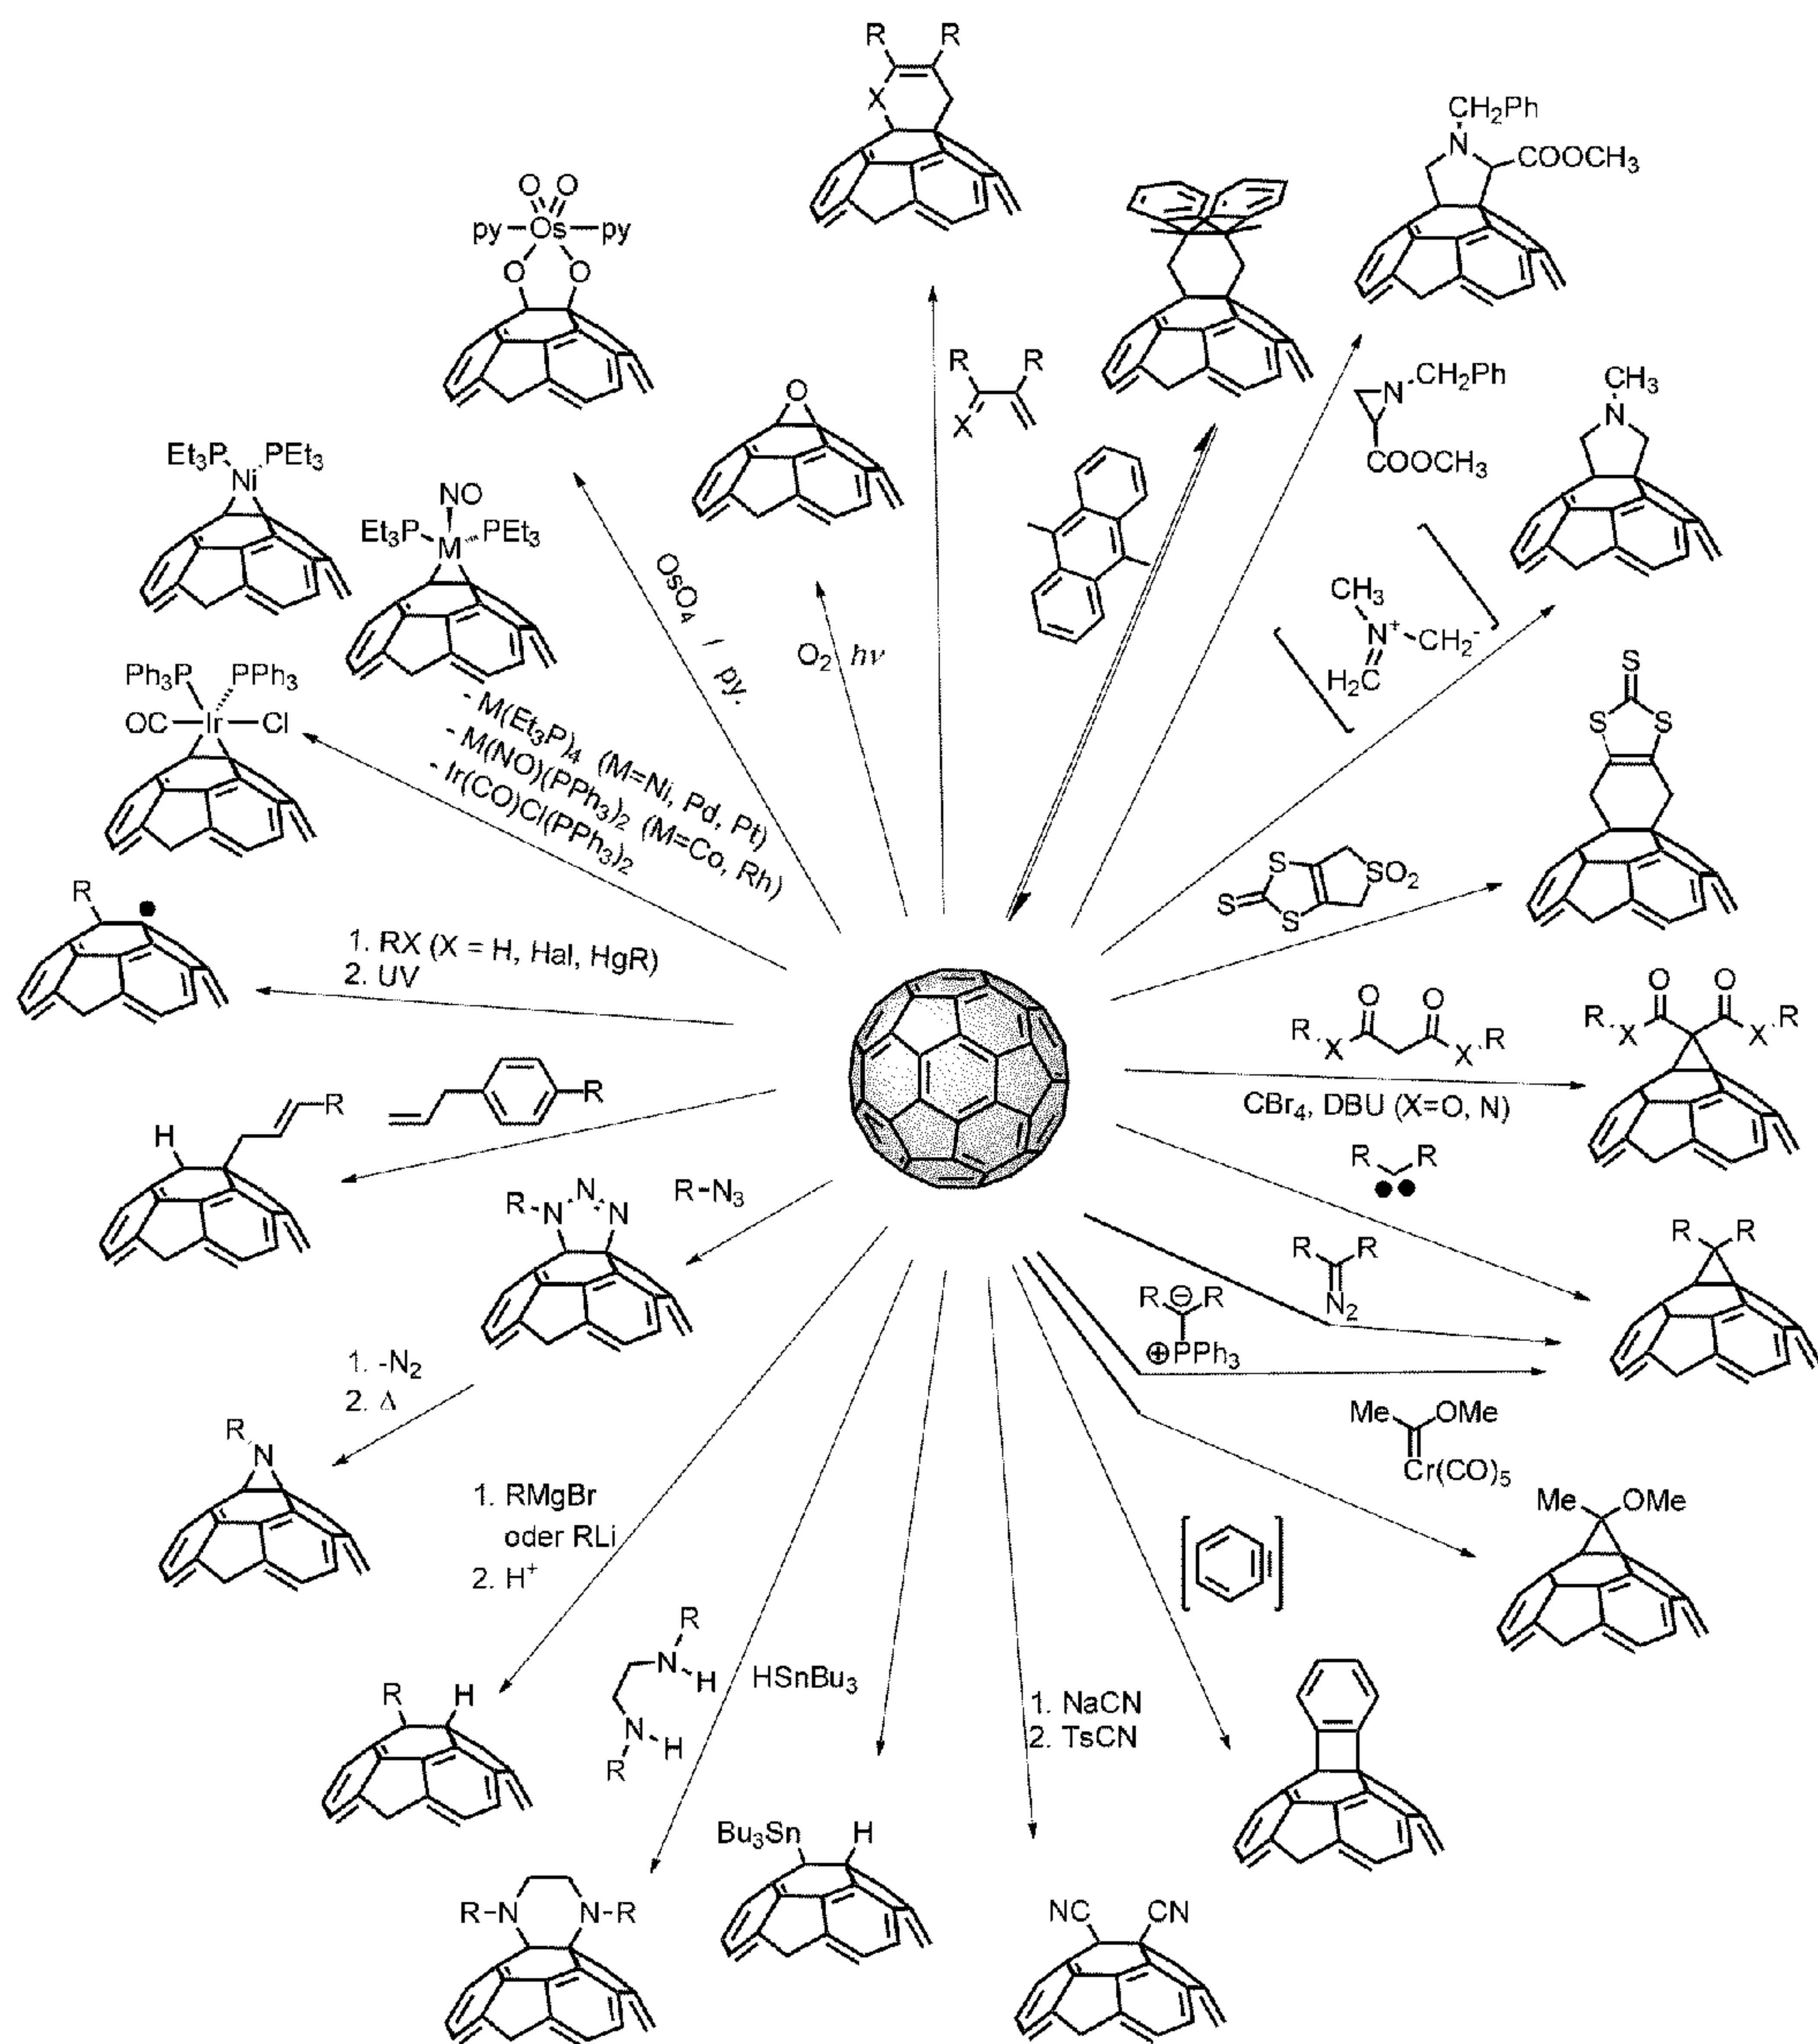 R R
X
CH₂Ph
N
COOCH₃
O O
py Os py
O O
R R
X
N CH₂Ph
COOCH₃
CH₃
N
O
Et₃P Ni PEt₃
NO
Et₃P M PEt₃
OsO₄ / py.
O₂ hν
CH₃
N⁺ CH₂⁻
H₂C
Ph₃P PPh₃
OC Ir Cl
- M(Et₃P)₄ (M=Ni, Pd, Pt)
- M(NO)(PPh₃)₂ (M=Co, Rh)
- Ir(CO)Cl(PPh₃)₂
S
S S
S SO₂
S S
R
1. RX (X = H, Hal, HgR)
2. UV
O O
R X X R
CBr₄, DBU (X=O, N)
O O
R X X R
R
H R
R R
R-N N N
R-N₃
R R
N₂
R ⊖ R
⊕PPh₃
R R
1. -N₂
2. Δ
R
N
Me OMe
Cr(CO)₅
Me OMe
1. RMgBr
oder RLi
2. H⁺
R
N H
N H
R
HSnBu₃
1. NaCN
2. TsCN
R H
Bu₃Sn H
R-N N-R
NC CN